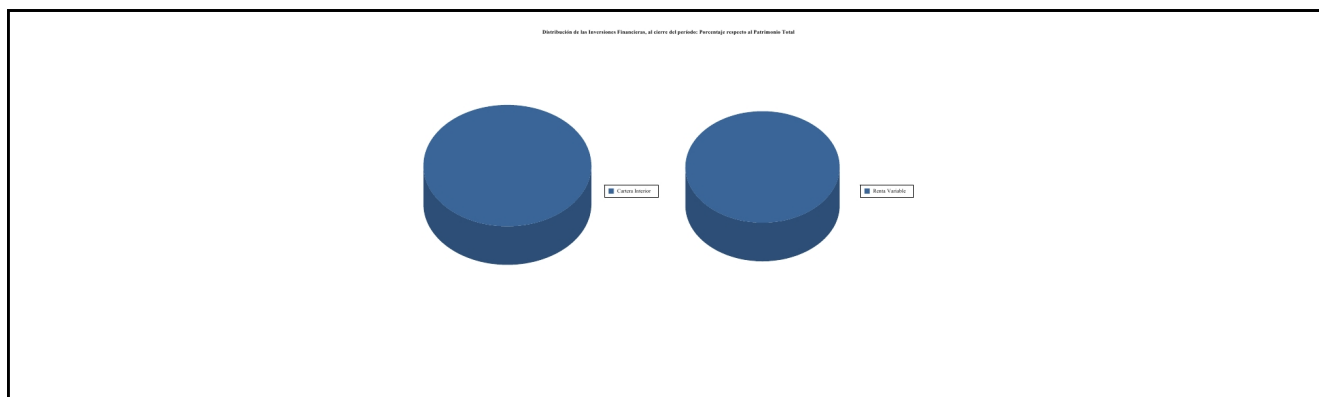 Distribución de las Inversiones Financieras, al cierre del período: Porcentaje respecto al Patrimonio Total
Cartera Interior
Renta Variable